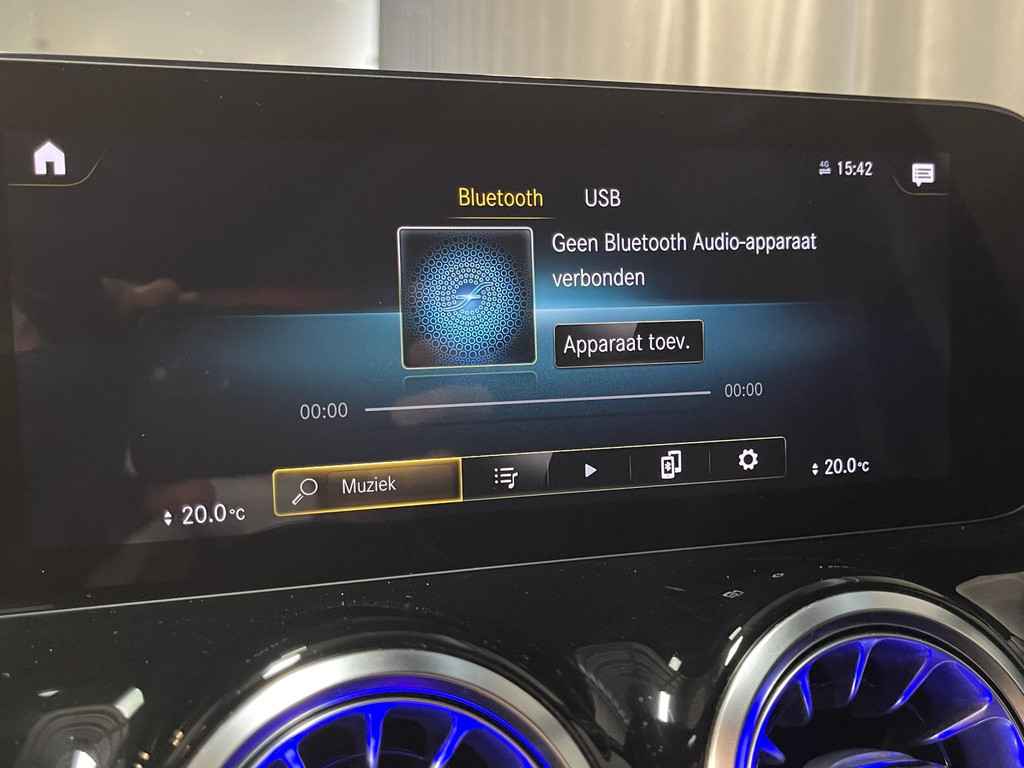 4G 15:42
Bluetooth USB
Geen Bluetooth Audio-apparaat
verbonden
Apparaat toev.
00:00 00:00
Muziek
20.0°C 20.0°C